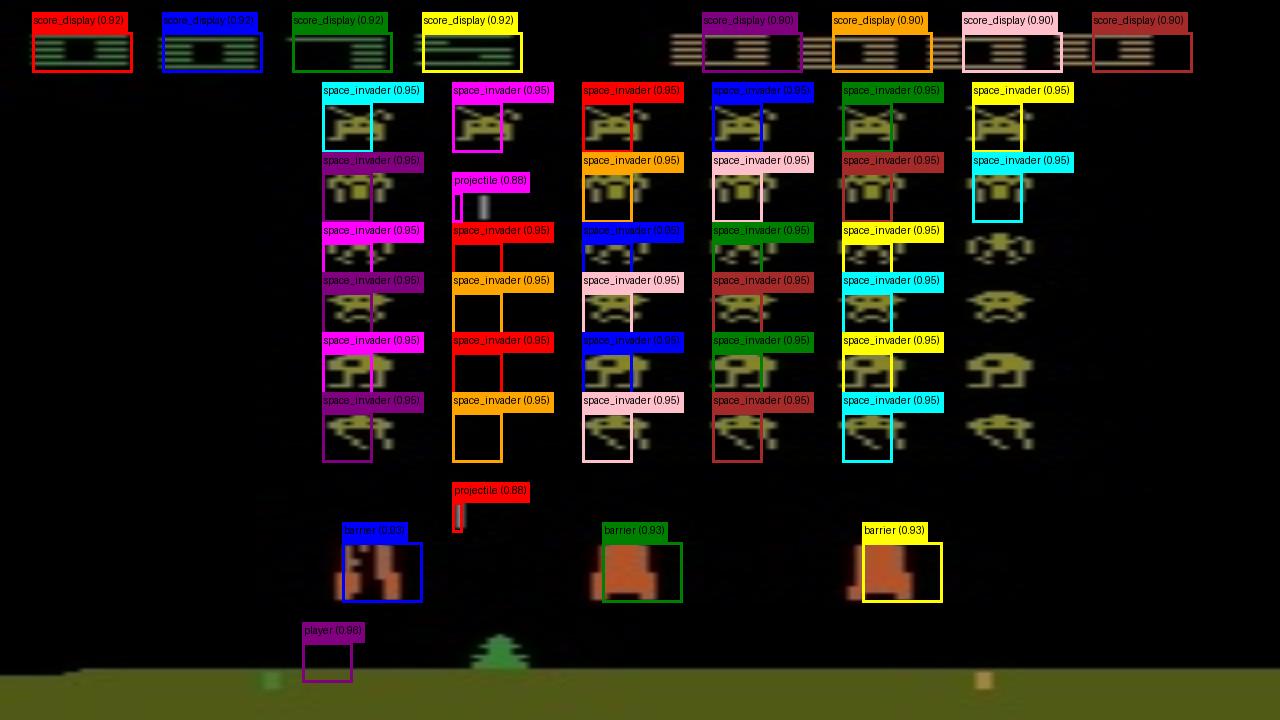 score_display (0.92) score_display (0.92) score_display (0.92) score_display (0.92) score_display (0.90) score_display (0.90) score_display (0.90) score_display (0.90)
space_invader (0.95) space_invader (0.95) space_invader (0.95) space_invader (0.95) space_invader (0.95) space_invader (0.95)
space_invader (0.95) space_invader (0.95) space_invader (0.95) space_invader (0.95) space_invader (0.95)
projectile (0.88)
space_invader (0.95) space_invader (0.95) space_invader (0.95) space_invader (0.95) space_invader (0.95)
space_invader (0.95) space_invader (0.95) space_invader (0.95) space_invader (0.95) space_invader (0.95)
space_invader (0.95) space_invader (0.95) space_invader (0.95) space_invader (0.95) space_invader (0.95)
space_invader (0.95) space_invader (0.95) space_invader (0.95) space_invader (0.95) space_invader (0.95)
projectile (0.88)
barrier (0.93) barrier (0.93) barrier (0.93)
player (0.96)